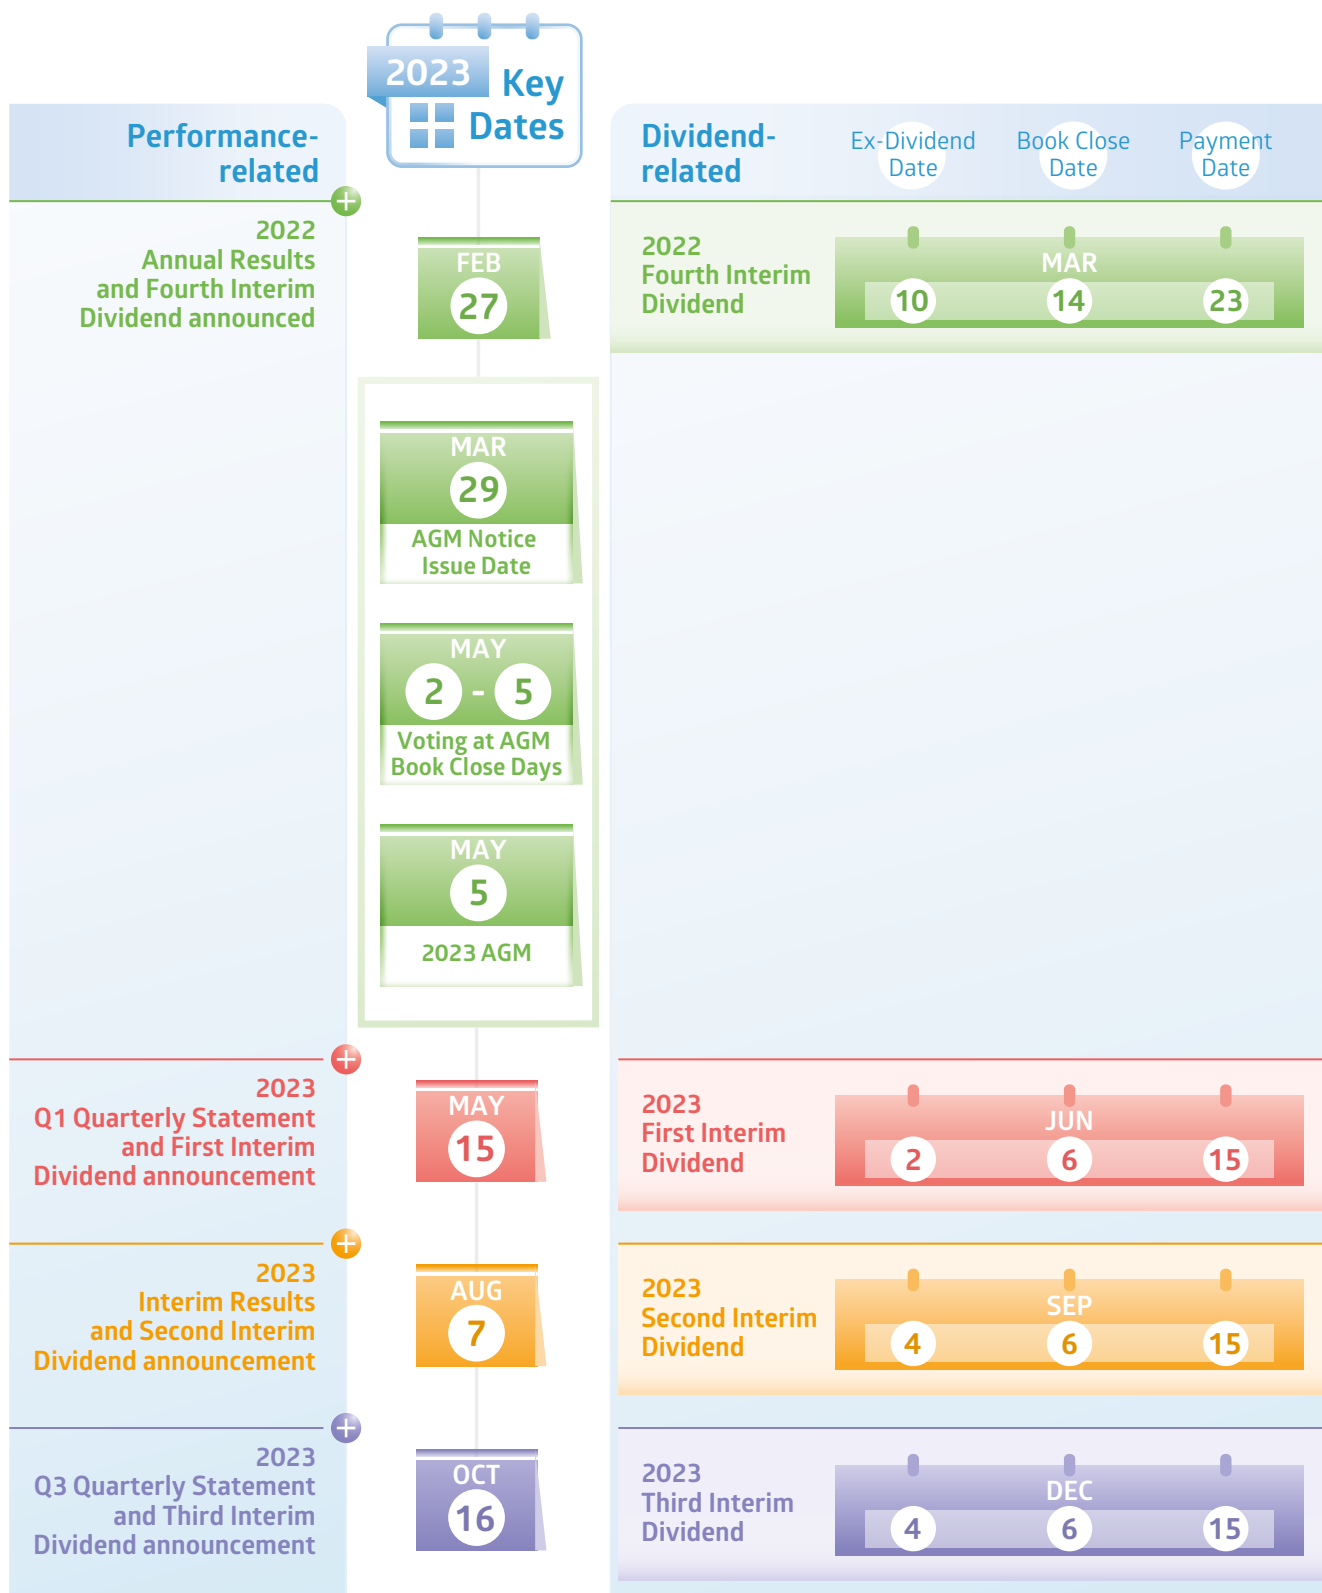 2023
Key
Dates
Performance-
related
Dividend-
related
Ex-Dividend
Date
Book Close
Date
Payment
Date
2022
Annual Results
and Fourth Interim
Dividend announced
FEB
27
2022
Fourth Interim
Dividend
MAR
10 14 23
MAR
29
AGM Notice
Issue Date
MAY
2 - 5
Voting at AGM
Book Close Days
MAY
5
2023 AGM
2023
Q1 Quarterly Statement
and First Interim
Dividend announcement
MAY
15
2023
First Interim
Dividend
JUN
2 6 15
2023
Interim Results
and Second Interim
Dividend announcement
AUG
7
2023
Second Interim
Dividend
SEP
4 6 15
2023
Q3 Quarterly Statement
and Third Interim
Dividend announcement
OCT
16
2023
Third Interim
Dividend
DEC
4 6 15